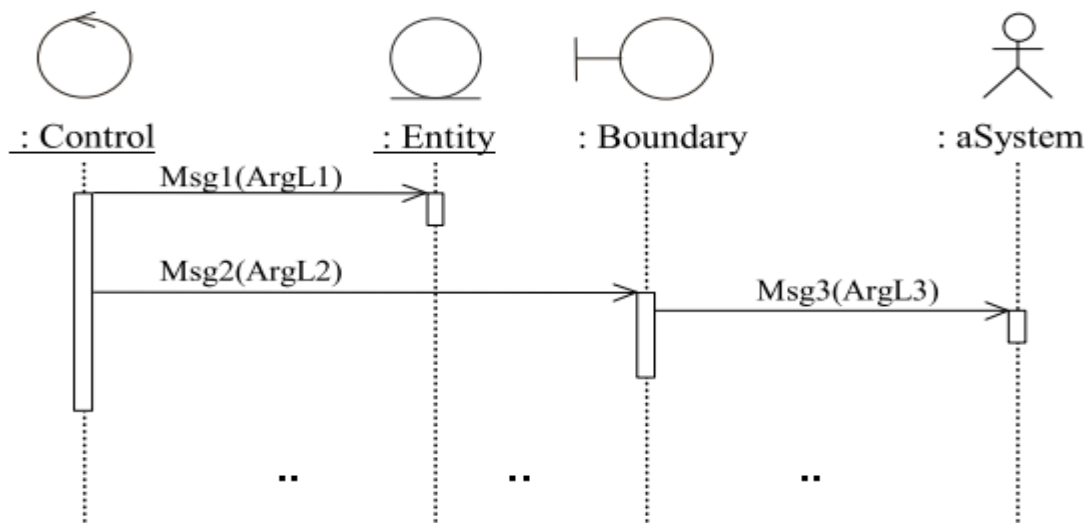 : Control
: Entity
: Boundary
: aSystem
Msg1(ArgL1)
Msg2(ArgL2)
Msg3(ArgL3)
.. .. ..